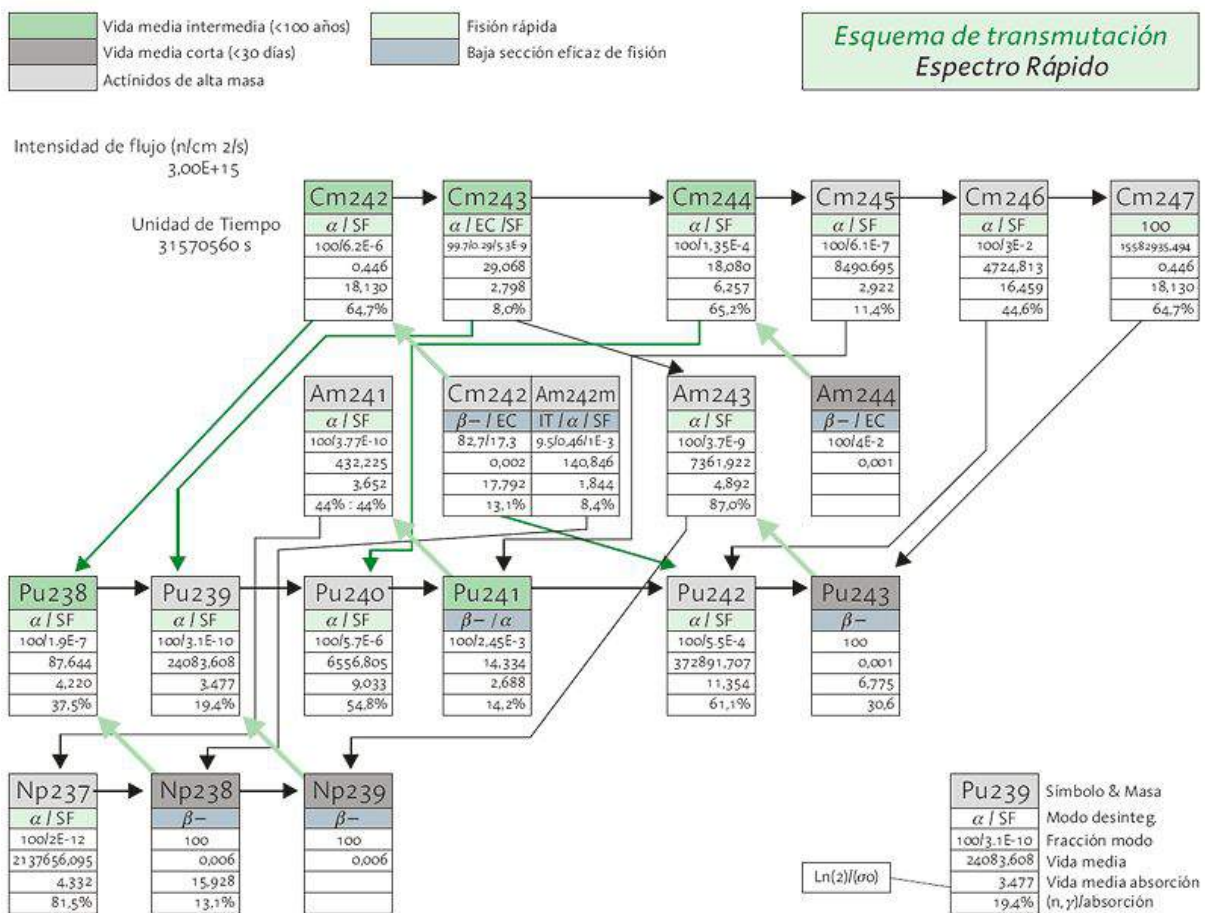 Vida media intermedia (<100 años)
Vida media corta (<30 días)
Actínidos de alta masa
Fisión rápida
Baja sección eficaz de fisión
Esquema de transmutación
Espectro Rápido
Intensidad de flujo (n/cm 2/s)
3,00E+15
Unidad de Tiempo
31570560 s
Cm242
α / SF
100/6.2E-6
0,446
18,130
64,7%
Cm243
α / EC /SF
99.7/0.29/5.3E-9
29,068
2,798
8,0%
Cm244
α / SF
100/1,35E-4
18,080
6,257
65,2%
Cm245
α / SF
100/6.1E-7
8490.695
2,922
11,4%
Cm246
α / SF
100/3E-2
4724,813
16,459
44,6%
Cm247
100
15582935,494
0,446
18,130
64,7%
Am241
α / SF
100/3.77E-10
432,225
3,652
44% : 44%
Cm242
β− / EC
82,7/17,3
0,002
17,792
13,1%
Am242m
IT / α / SF
9.5/0,46/1E-3
140,846
1,844
8,4%
Am243
α / SF
100/3.7E-9
7361,922
4,892
87,0%
Am244
β− / EC
100/4E-2
0,001
Pu238
α / SF
100/1.9E-7
87,644
4,220
37,5%
Pu239
α / SF
100/3.1E-10
24083,608
3,477
19,4%
Pu240
α / SF
100/5.7E-6
6556,805
9,033
54,8%
Pu241
β− / α
100/2,45E-3
14,334
2,688
14,2%
Pu242
α / SF
100/5.5E-4
372891,707
11,354
61,1%
Pu243
β−
100
0,001
6,775
30,6
Np237
α / SF
100/2E-12
2137656,095
4,332
81,5%
Np238
β−
100
0,006
15,928
13,1%
Np239
β−
100
0,006
Ln(2)/(σ0)
Pu239 Símbolo & Masa
α / SF Modo desinteg.
100/3.1E-10 Fracción modo
24083,608 Vida media
3.477 Vida media absorción
19.4% (n, γ)/absorción